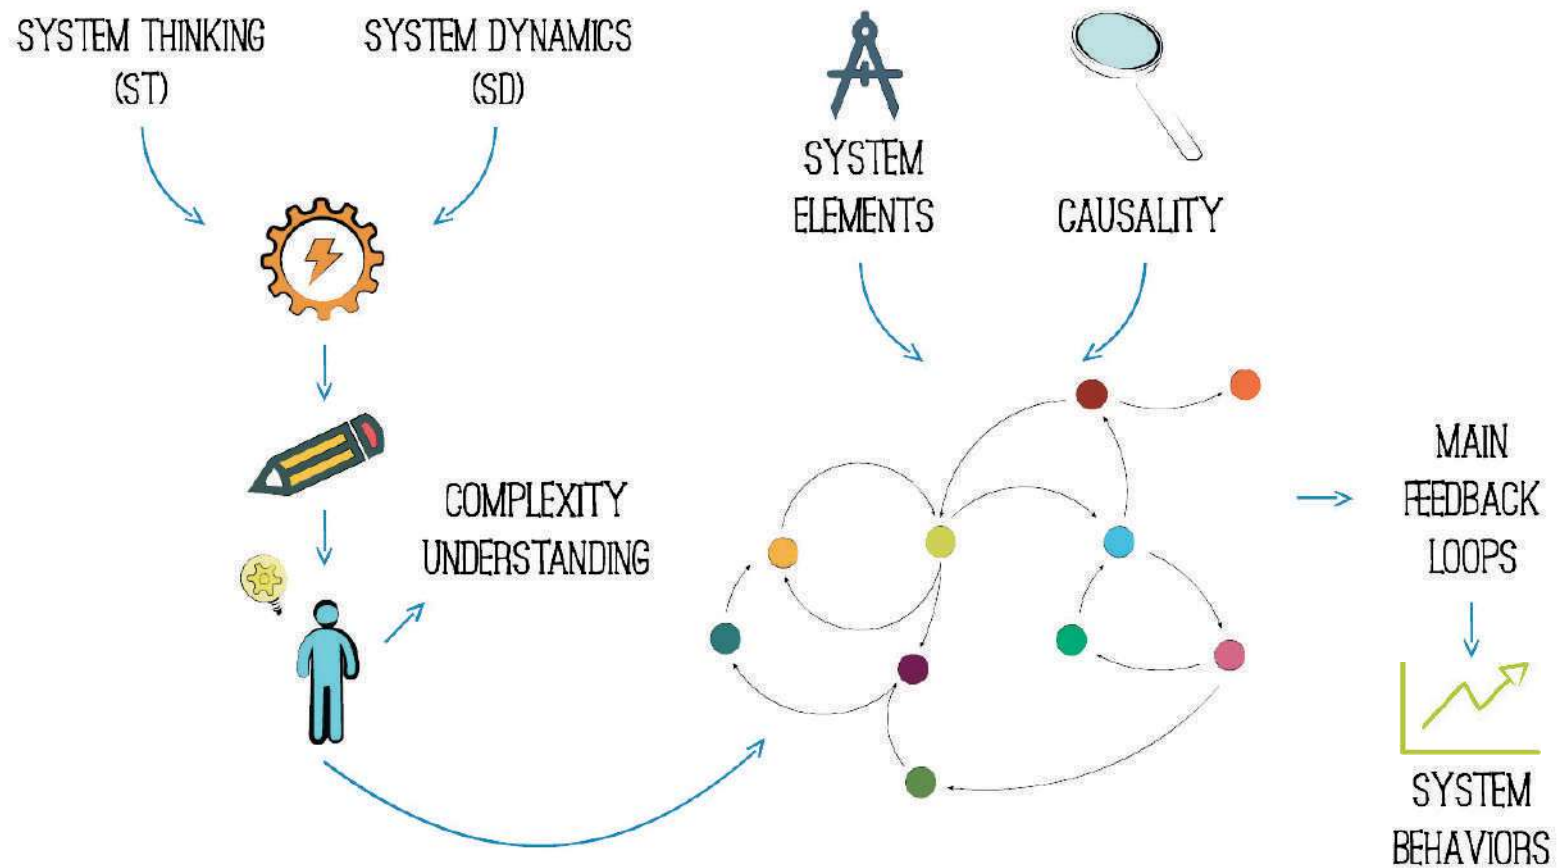 SYSTEM THINKING
(ST)
SYSTEM DYNAMICS
(SD)
SYSTEM
ELEMENTS
CAUSALITY
COMPLEXITY
UNDERSTANDING
MAIN
FEEDBACK
LOOPS
SYSTEM
BEHAVIORS